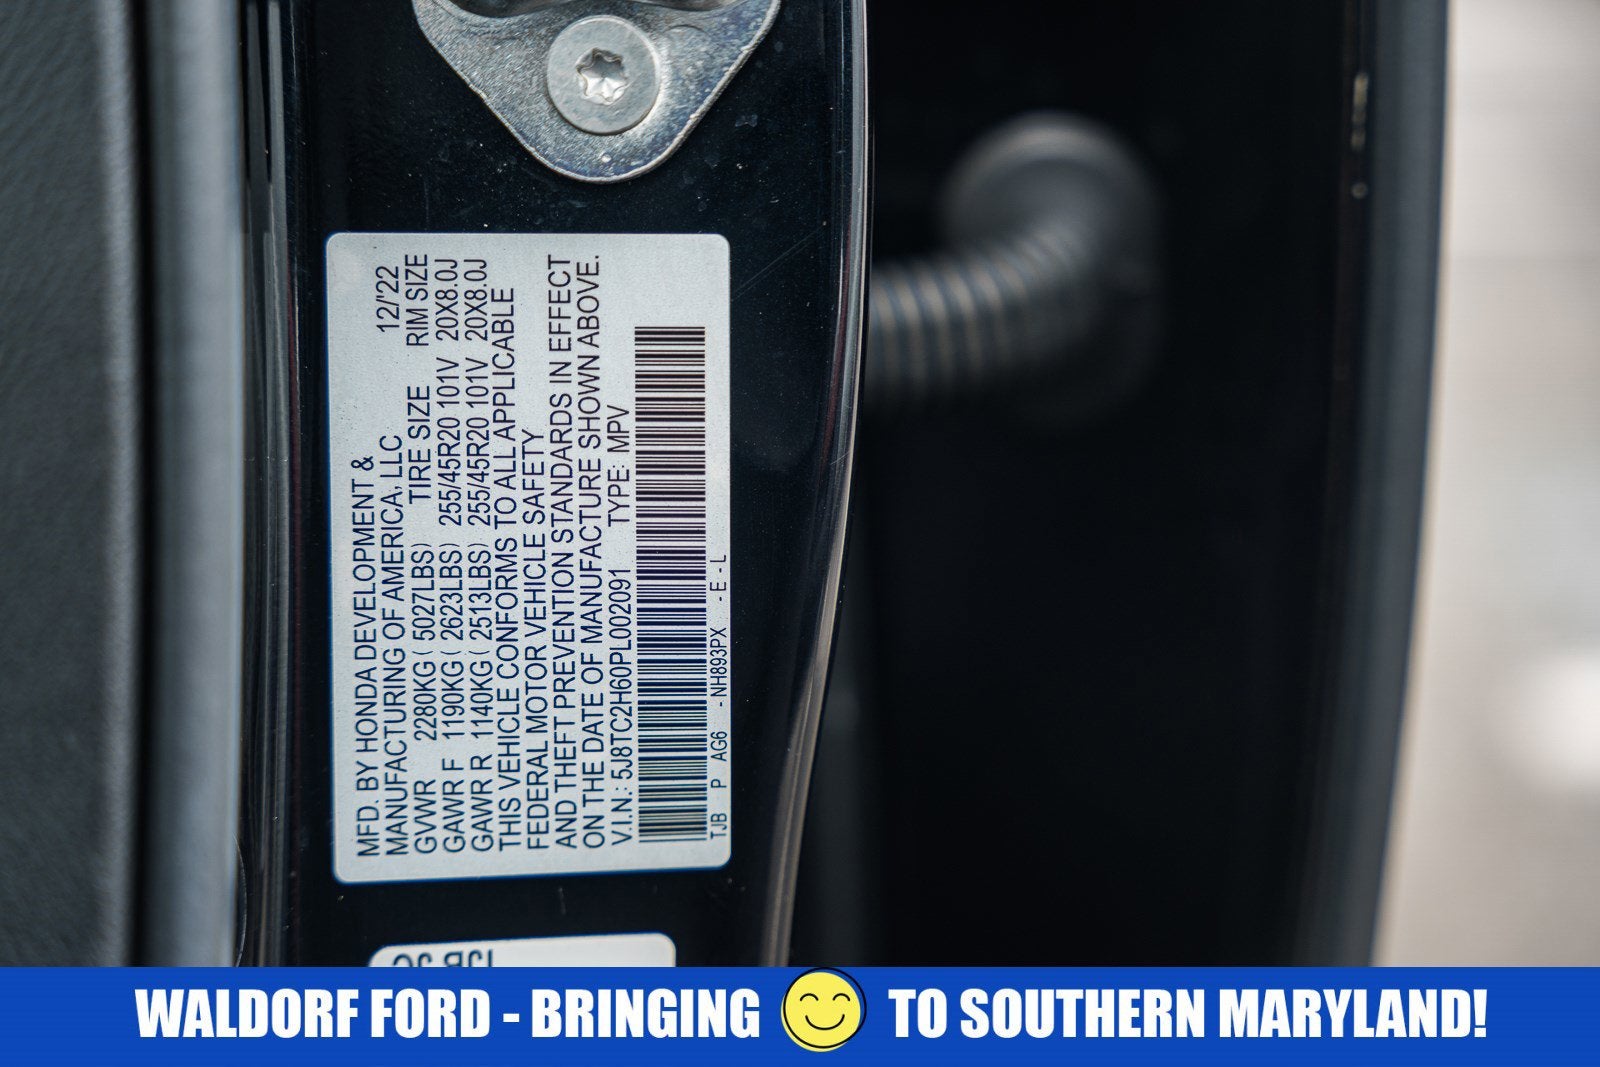 MFD. BY HONDA DEVELOPMENT &
MANUFACTURING OF AMERICA, LLC 12/'22
GVWR 2280KG ( 5027LBS) TIRE SIZE RIM SIZE
GAWR F 1190KG ( 2623LBS) 255/45R20 101V 20X8.0J
GAWR R 1140KG ( 2513LBS) 255/45R20 101V 20X8.0J
THIS VEHICLE CONFORMS TO ALL APPLICABLE
FEDERAL MOTOR VEHICLE SAFETY
AND THEFT PREVENTION STANDARDS IN EFFECT
ON THE DATE OF MANUFACTURE SHOWN ABOVE.
V.I.N.: 5J8TC2H60PL002091 TYPE: MPV
TJB P AG6 -NH893PX -E-L
WALDORF FORD - BRINGING TO SOUTHERN MARYLAND!